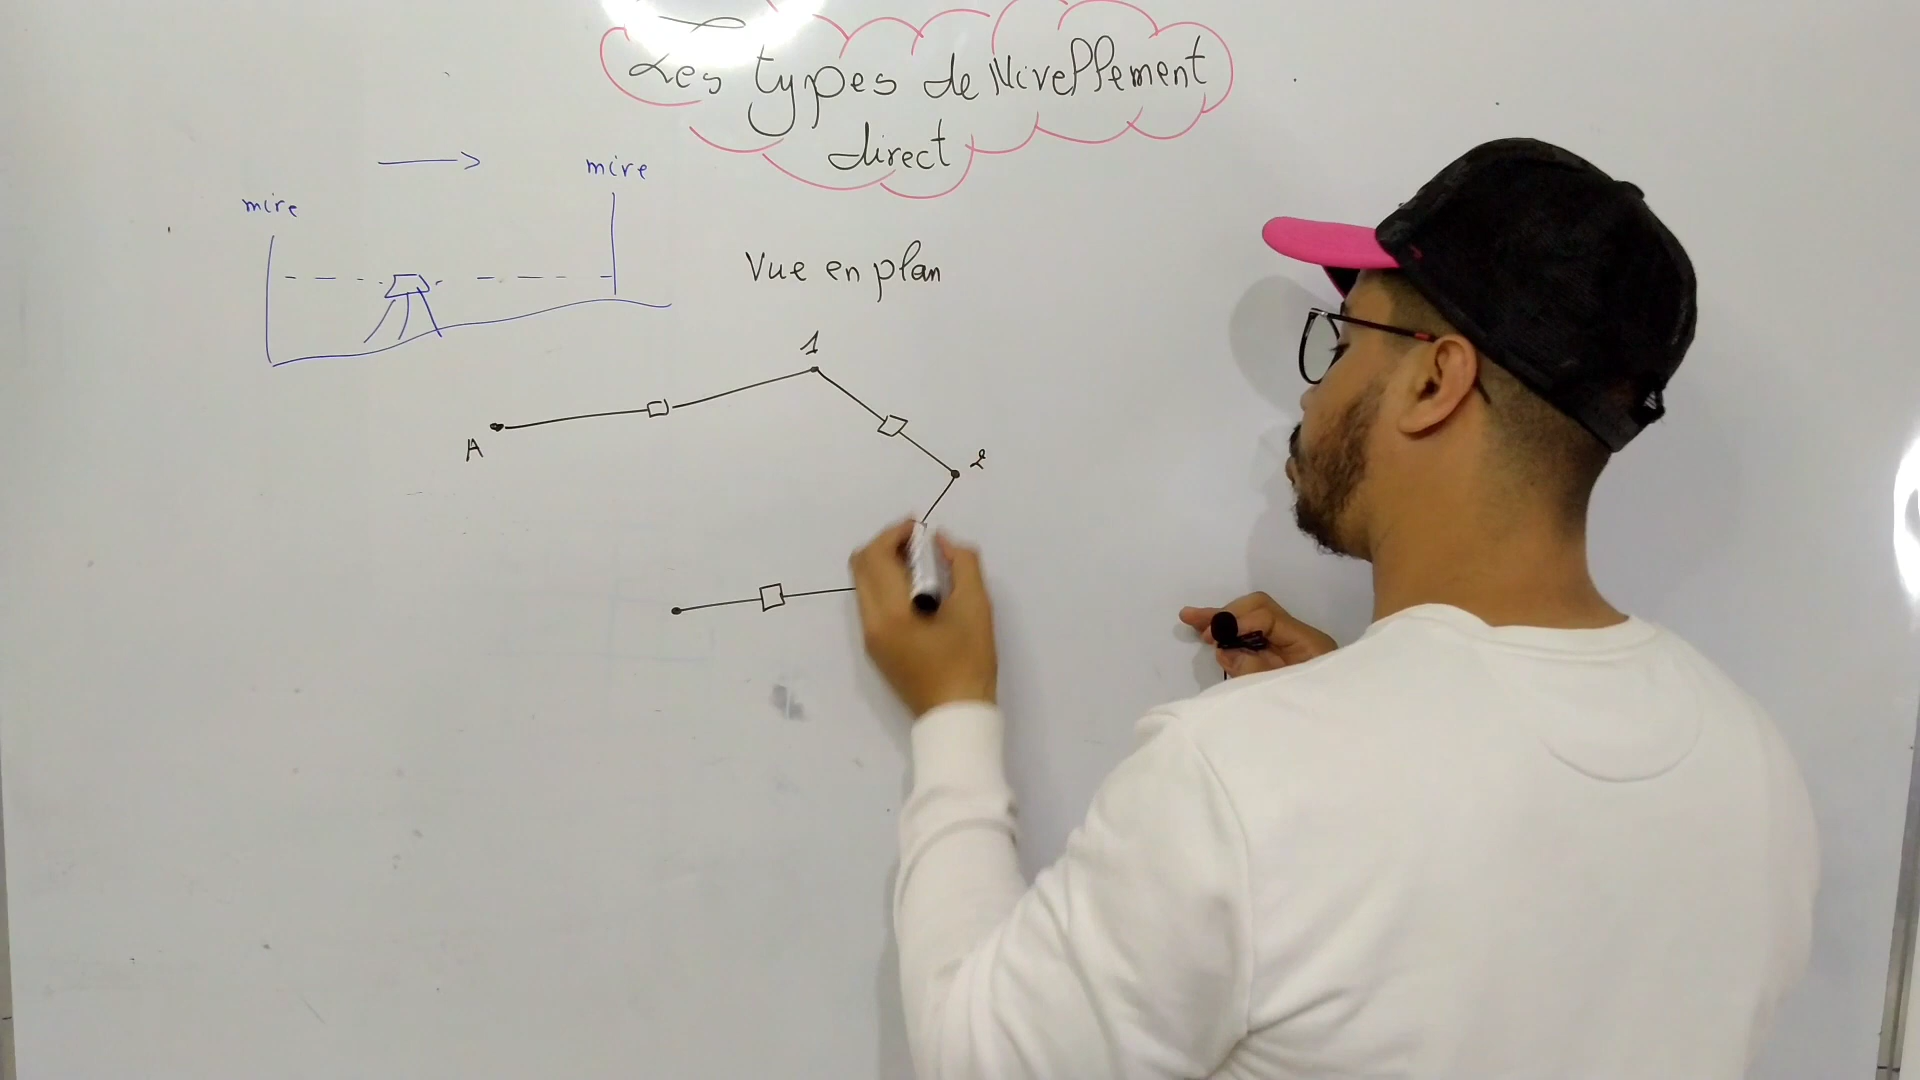 Les types de Nivellement
direct
mire
mire
Vue en plan
1
A
2